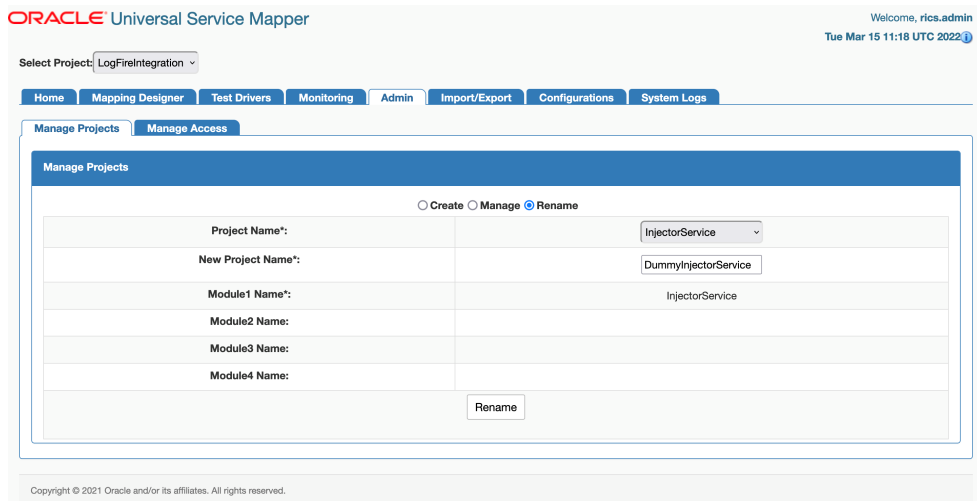 ORACLE® Universal Service Mapper
Welcome, rics.admin
Tue Mar 15 11:18 UTC 2022
Select Project: LogFireIntegration
Home Mapping Designer Test Drivers Monitoring Admin Import/Export Configurations System Logs
Manage Projects Manage Access
Manage Projects
Create Manage Rename
Project Name*: InjectorService
New Project Name*: DummyInjectorService
Module1 Name*: InjectorService
Module2 Name:
Module3 Name:
Module4 Name:
Rename
Copyright © 2021 Oracle and/or its affiliates. All rights reserved.